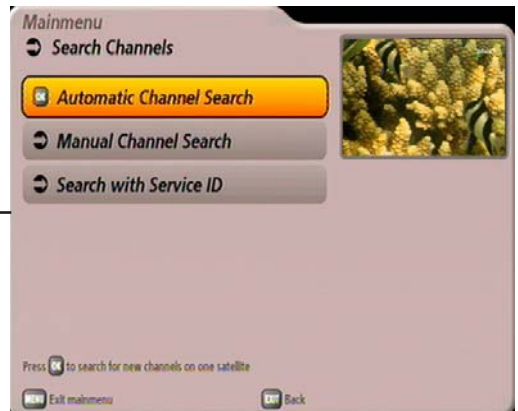 Mainmenu
Search Channels
OK Automatic Channel Search
Manual Channel Search
Search with Service ID
Press OK to search for new channels on one satellite
MENU Exit mainmenu EXIT Back